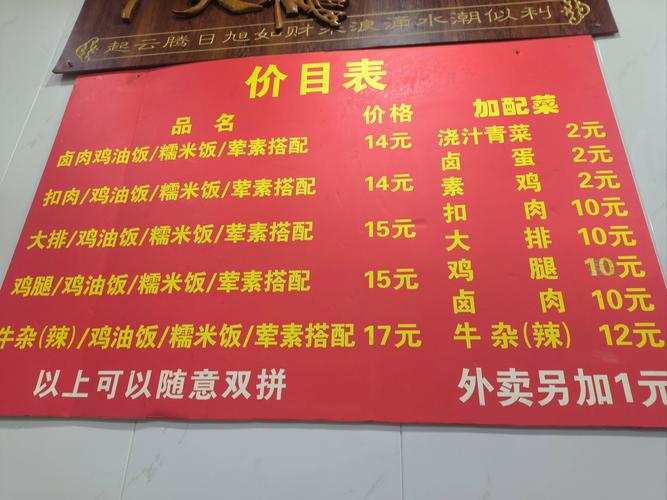 起云腾日旭如财来浪涌水潮似利
价目表
品名 价格
卤肉鸡油饭/糯米饭/荤素搭配 14元
扣肉/鸡油饭/糯米饭/荤素搭配 14元
大排/鸡油饭/糯米饭/荤素搭配 15元
鸡腿/鸡油饭/糯米饭/荤素搭配 15元
牛杂(辣)/鸡油饭/糯米饭/荤素搭配 17元
以上可以随意双拼
加配菜
浇汁青菜 2元
卤蛋 2元
素鸡 2元
扣肉 10元
大排 10元
鸡腿 10元
卤肉 10元
牛杂(辣) 12元
外卖另加1元